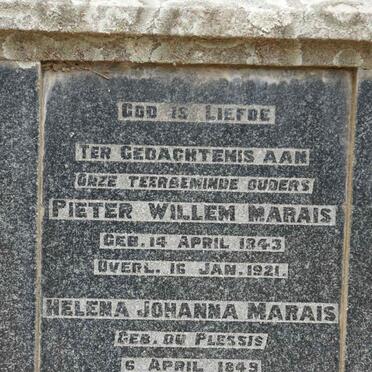 GOD IS LIEFDE
TER GEDACHTENIS AAN
ONZE TEERBEMINDE OUDERS
PIETER WILLEM MARAIS
GEB. 14 APRIL 1843
OVERL. 16 JAN. 1921.
HELENA JOHANNA MARAIS
GEB. DU PLESSIS
6 APRIL 1849